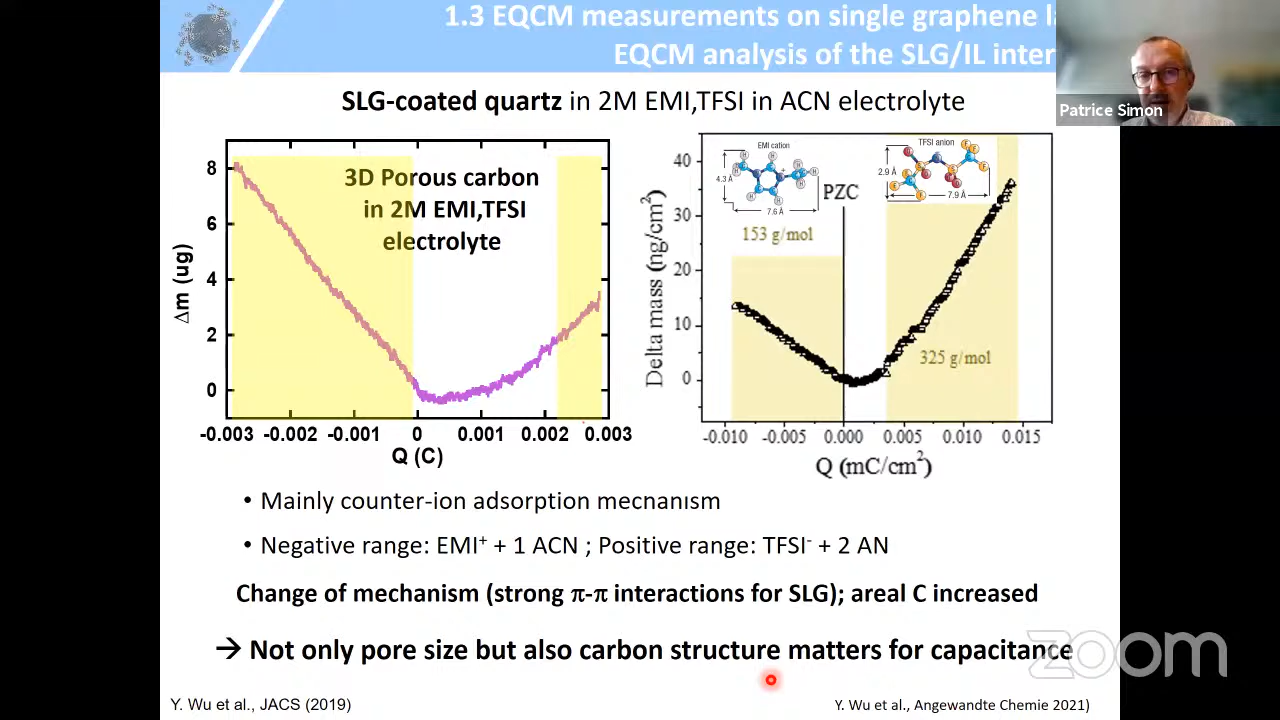 1.3 EQCM measurements on single graphene la
EQCM analysis of the SLG/IL inter
Patrice Simon
SLG-coated quartz in 2M EMI,TFSI in ACN electrolyte
3D Porous carbon
in 2M EMI,TFSI
electrolyte
Δm (ug)
8
6
4
2
0
-0.003 -0.002 -0.001 0 0.001 0.002 0.003
Q (C)
EMI cation
4.3 Å
7.6 Å
TFSI anion
2.9 Å
7.9 Å
PZC
153 g/mol
325 g/mol
Delta mass (ng/cm²)
40
30
20
10
0
-0.010 -0.005 0.000 0.005 0.010 0.015
Q (mC/cm²)
• Mainly counter-ion adsorption mecnanısm
• Negative range: EMI⁺ + 1 ACN ; Positive range: TFSI⁻ + 2 AN
Change of mechanism (strong π-π interactions for SLG); areal C increased
→ Not only pore size but also carbon structure matters for capacitance
zoom
Y. Wu et al., JACS (2019)
Y. Wu et al., Angewandte Chemie 2021)